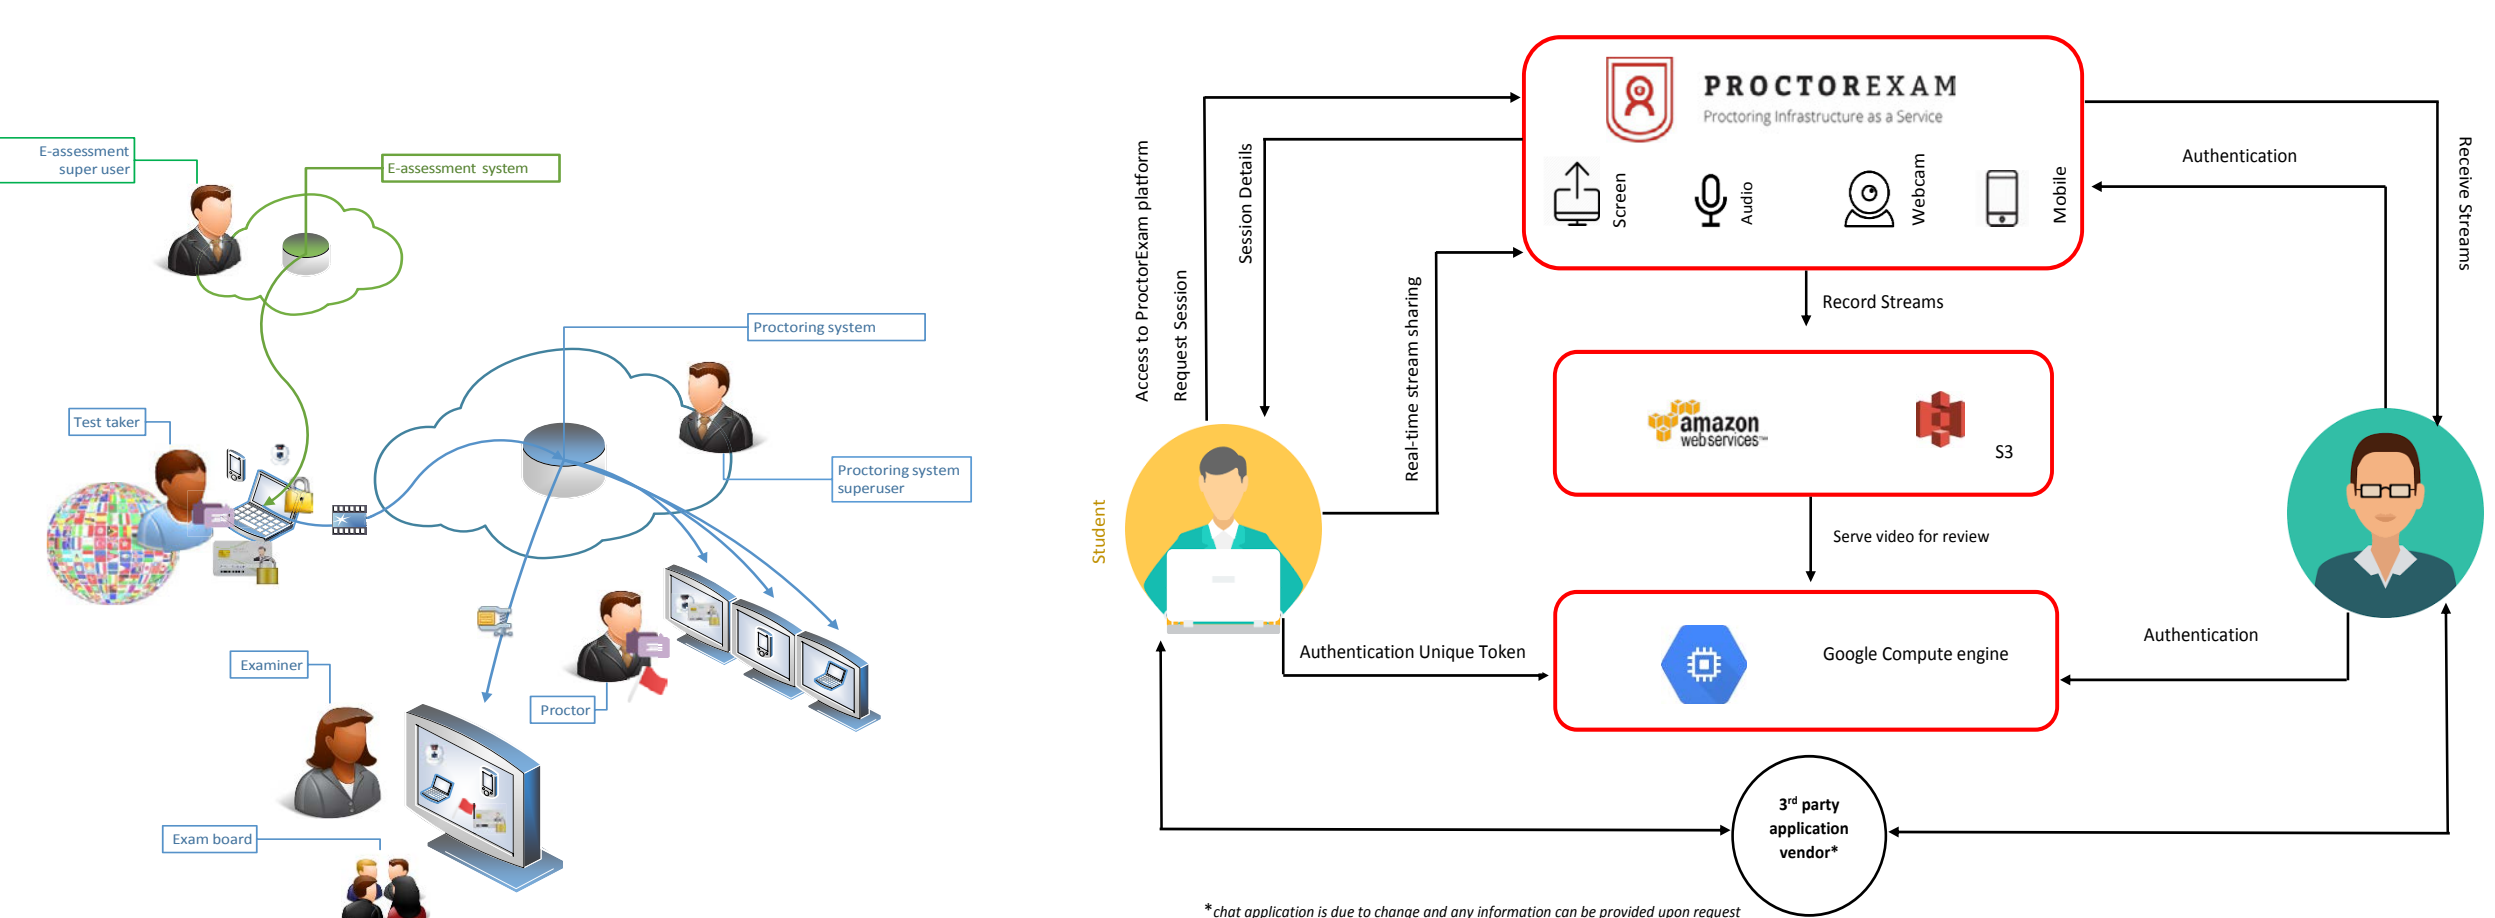 E-assessment
super user
E-assessment system
Proctoring system
Test taker
Proctoring system
superuser
Examiner
Proctor
Exam board
PROCTOREXAM
Proctoring Infrastructure as a Service
Screen
Audio
Webcam
Mobile
Access to ProctorExam platform
Request Session
Session Details
Real-time stream sharing
Authentication
Receive Streams
Record Streams
amazon
web services™
S3
Student
Serve video for review
Authentication Unique Token
Google Compute engine
Authentication
3rd party
application
vendor*
*chat application is due to change and any information can be provided upon request